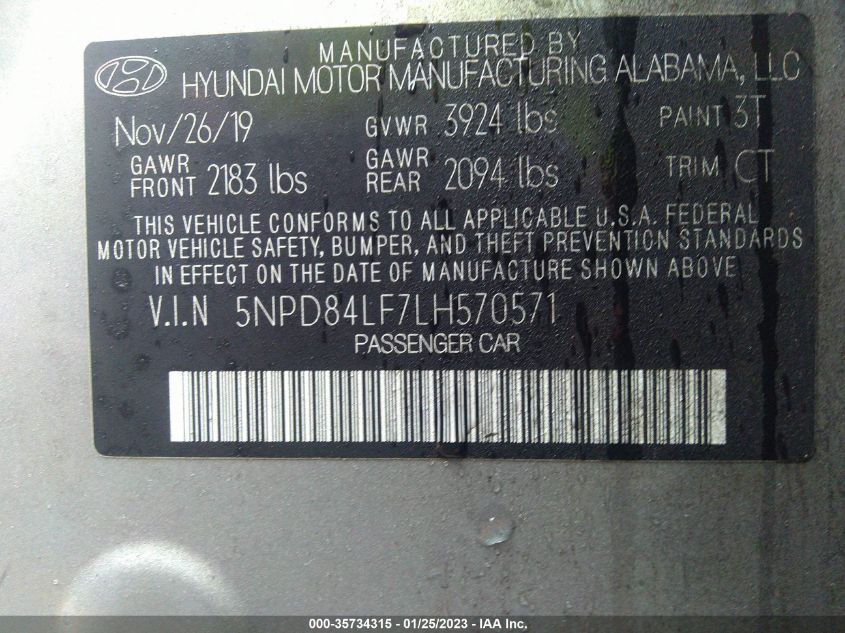 MANUFACTURED BY
HYUNDAI MOTOR MANUFACTURING ALABAMA, LLC
Nov/26/19 GVWR 3924 lbs PAINT 3T
GAWR FRONT 2183 lbs GAWR REAR 2094 lbs TRIM CT
THIS VEHICLE CONFORMS TO ALL APPLICABLE U.S.A. FEDERAL
MOTOR VEHICLE SAFETY, BUMPER, AND THEFT PREVENTION STANDARDS
IN EFFECT ON THE DATE OF MANUFACTURE SHOWN ABOVE
V.I.N 5NPD84LF7LH570571
PASSENGER CAR
000-35734315 - 01/25/2023 - IAA Inc.